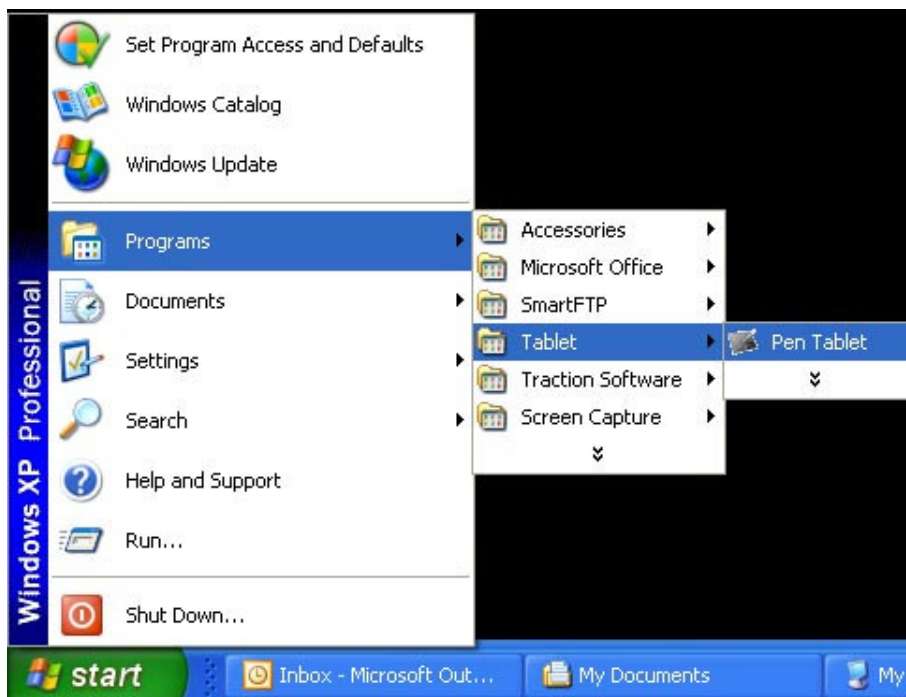 Set Program Access and Defaults
Windows Catalog
Windows Update
Programs
Documents
Settings
Search
Help and Support
Run...
Shut Down...
Windows XP Professional
Accessories
Microsoft Office
SmartFTP
Tablet
Traction Software
Screen Capture
Pen Tablet
start
Inbox - Microsoft Out...
My Documents
My